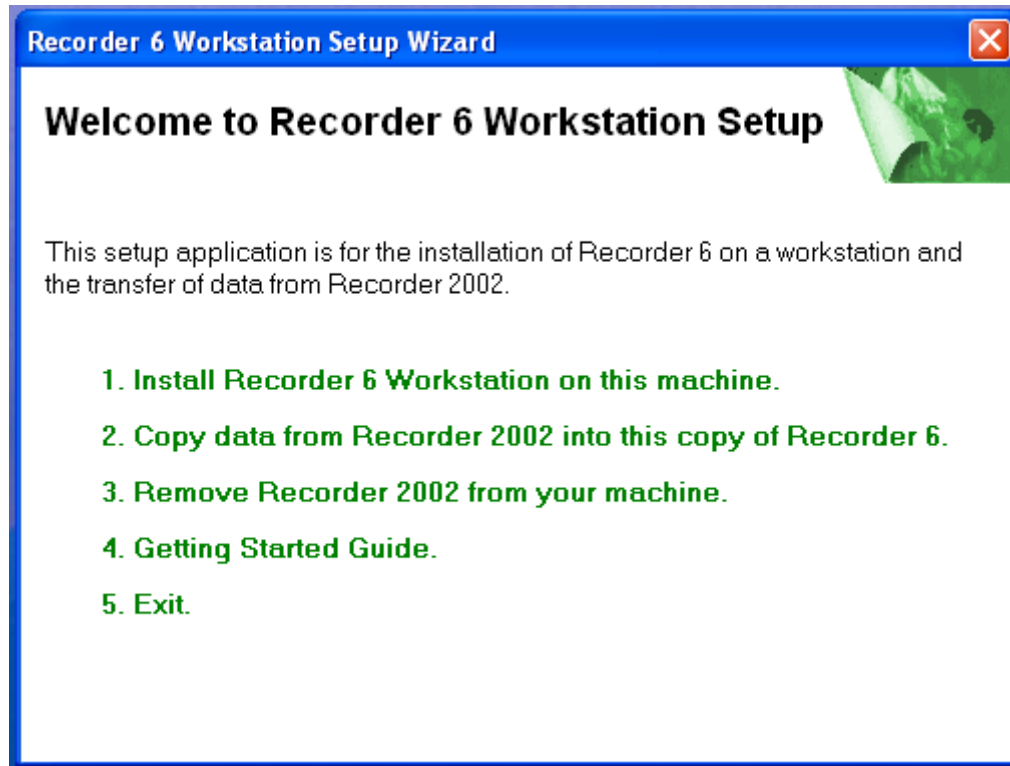 Recorder 6 Workstation Setup Wizard
Welcome to Recorder 6 Workstation Setup
This setup application is for the installation of Recorder 6 on a workstation and
the transfer of data from Recorder 2002.
1. Install Recorder 6 Workstation on this machine.
2. Copy data from Recorder 2002 into this copy of Recorder 6.
3. Remove Recorder 2002 from your machine.
4. Getting Started Guide.
5. Exit.